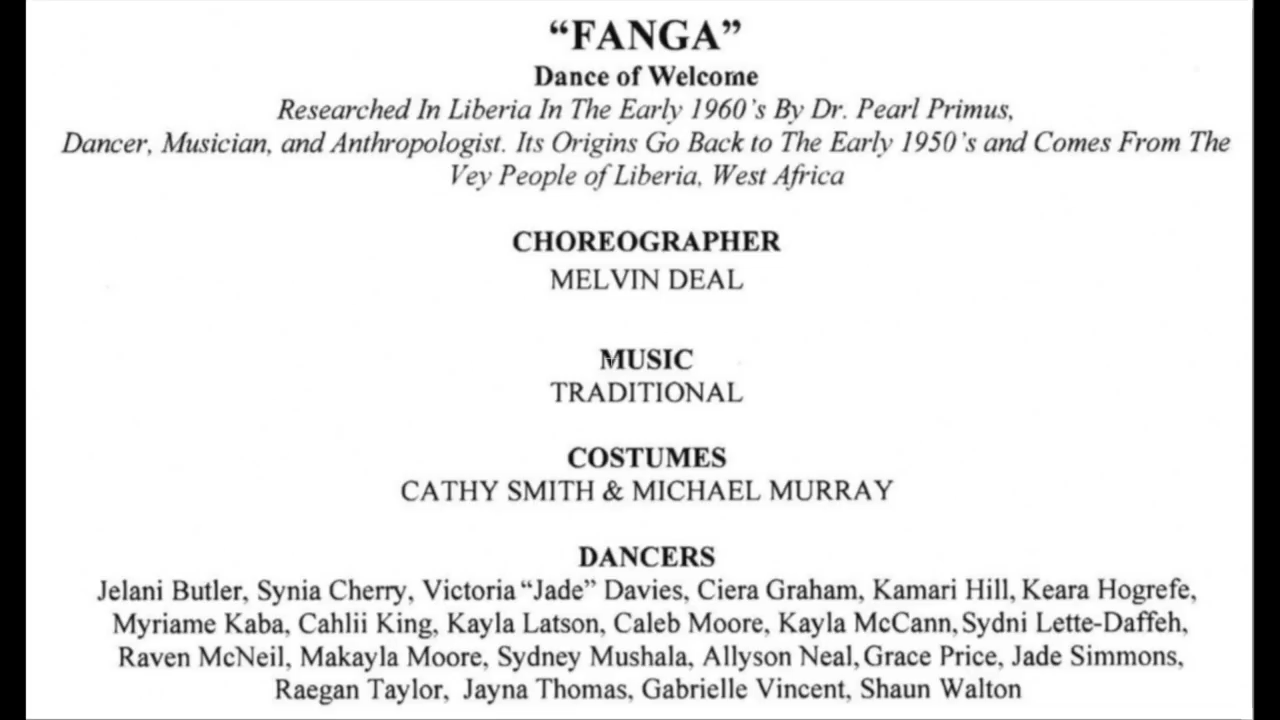 “FANGA”
Dance of Welcome
Researched In Liberia In The Early 1960’s By Dr. Pearl Primus,
Dancer, Musician, and Anthropologist. Its Origins Go Back to The Early 1950’s and Comes From The
Vey People of Liberia, West Africa
CHOREOGRAPHER
MELVIN DEAL
MUSIC
TRADITIONAL
COSTUMES
CATHY SMITH & MICHAEL MURRAY
DANCERS
Jelani Butler, Synia Cherry, Victoria “Jade” Davies, Ciera Graham, Kamari Hill, Keara Hogrefe,
Myriame Kaba, Cahlii King, Kayla Latson, Caleb Moore, Kayla McCann, Sydni Lette-Daffeh,
Raven McNeil, Makayla Moore, Sydney Mushala, Allyson Neal, Grace Price, Jade Simmons,
Raegan Taylor, Jayna Thomas, Gabrielle Vincent, Shaun Walton